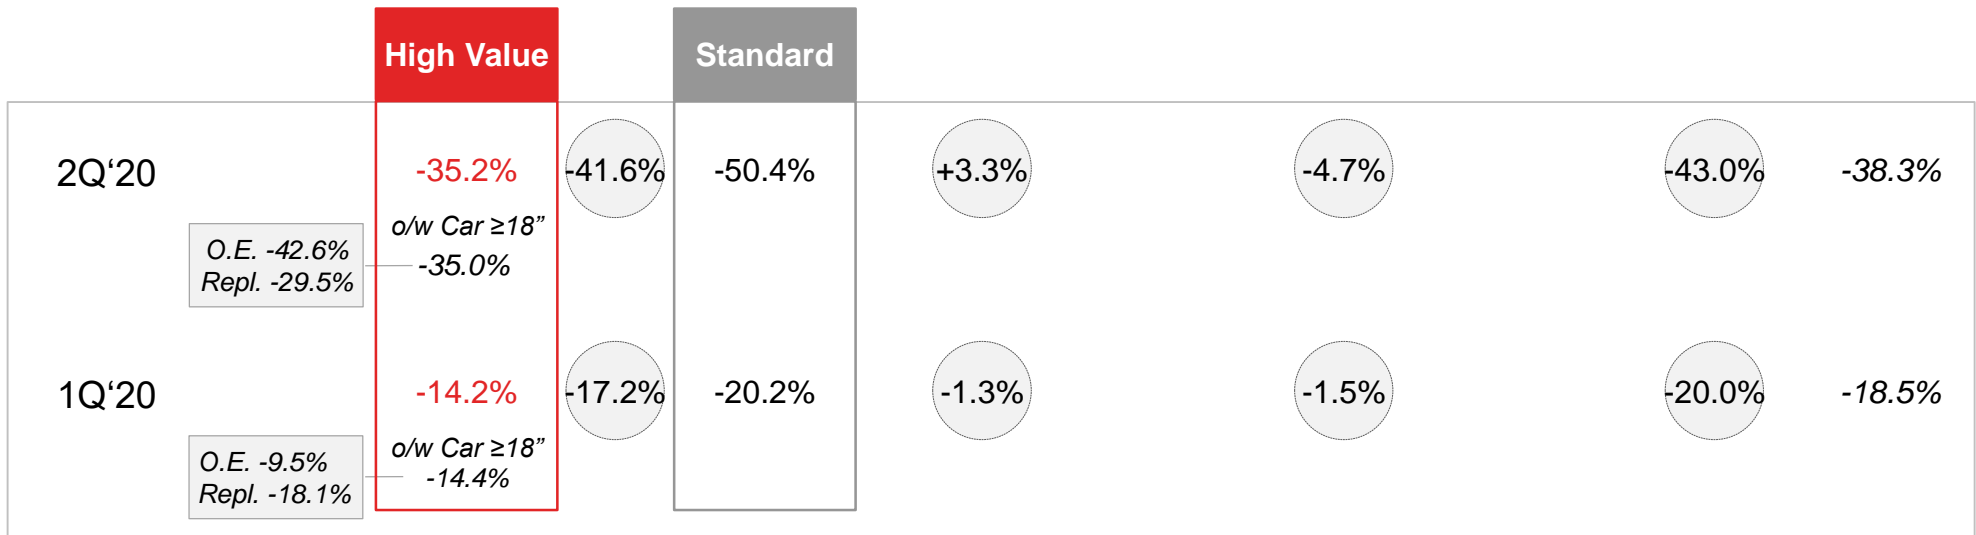 High Value
Standard
2Q‘20
-35.2%
-41.6%
-50.4%
+3.3%
-4.7%
-43.0%
-38.3%
o/w Car ≥18”
-35.0%
O.E. -42.6%
Repl. -29.5%
1Q‘20
-14.2%
-17.2%
-20.2%
-1.3%
-1.5%
-20.0%
-18.5%
o/w Car ≥18”
-14.4%
O.E. -9.5%
Repl. -18.1%